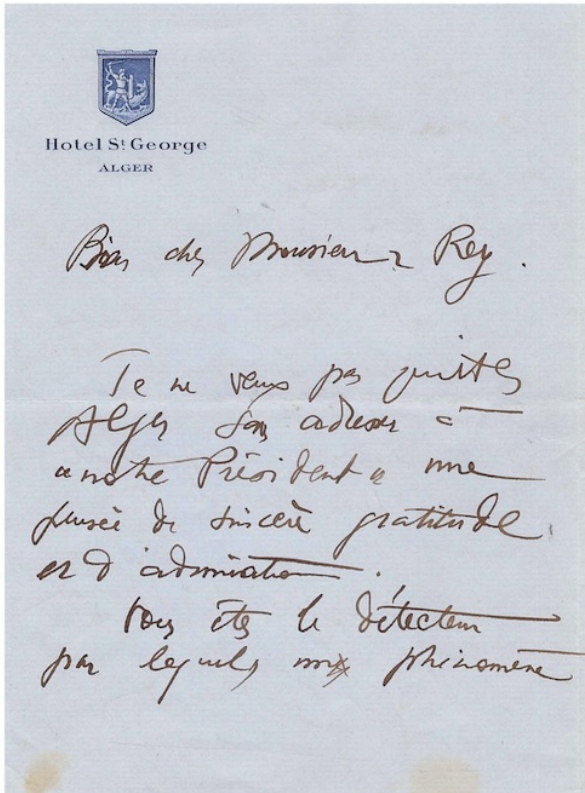 Hotel St George
ALGER
Bien cher Monsieur Rey.
Je ne veux pas quitter
Alger sans adresser à
"notre Président" une
pensée de sincère gratitude
et d'admiration.
Vous êtes le détecteur
par lequel phénomène